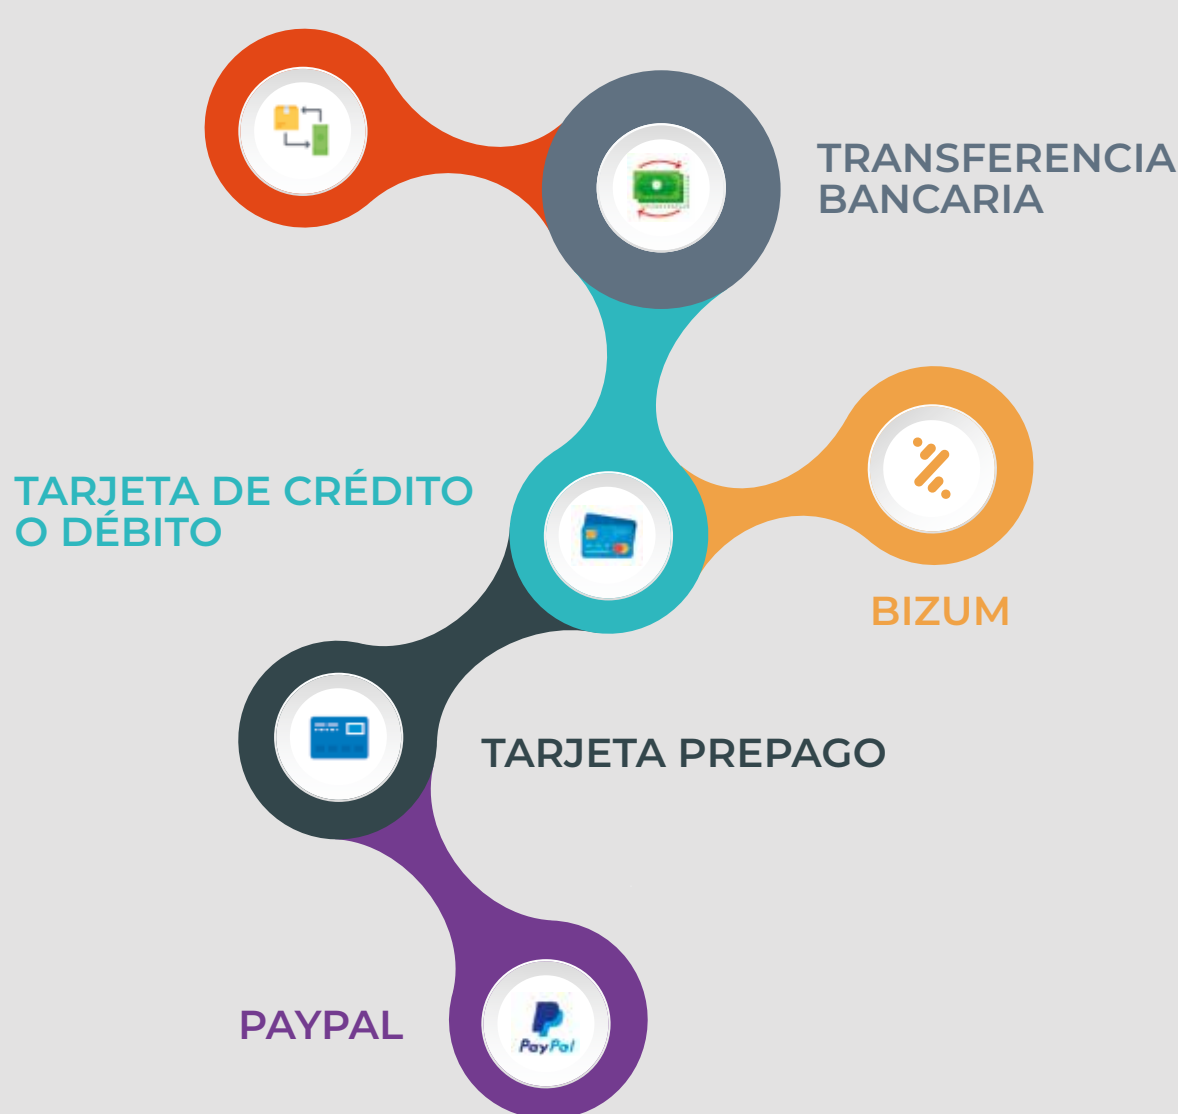 TRANSFERENCIA
BANCARIA
TARJETA DE CRÉDITO
O DÉBITO
BIZUM
TARJETA PREPAGO
PAYPAL
PayPal